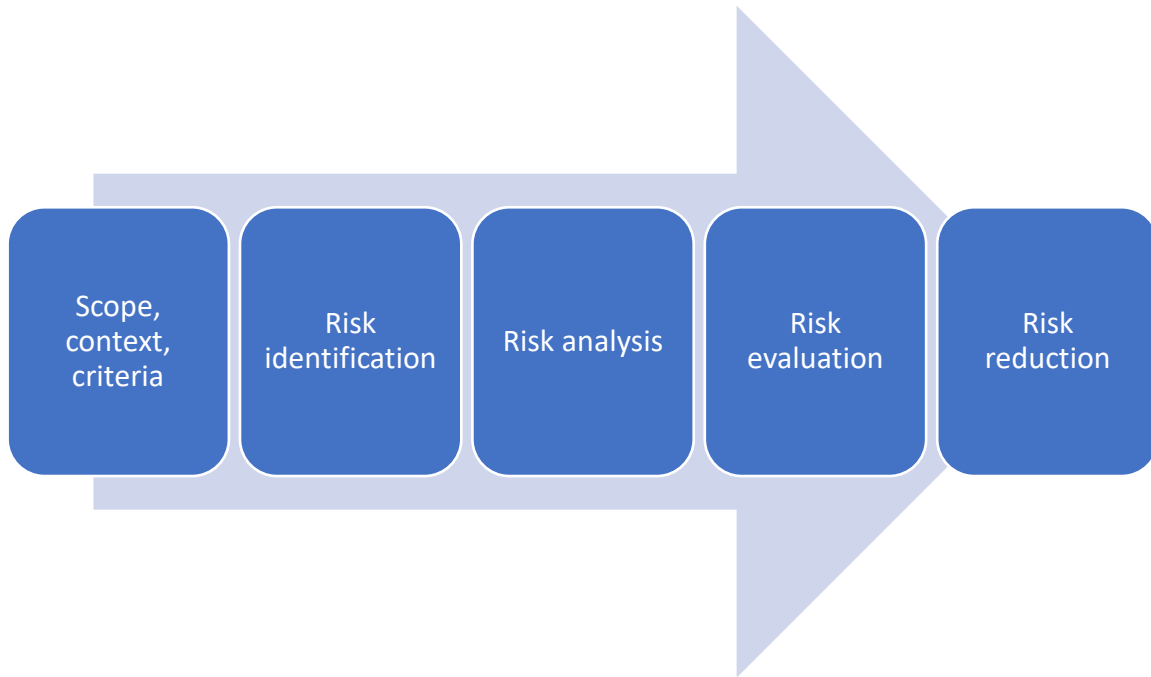 Scope,
context,
criteria
Risk
identification
Risk analysis
Risk
evaluation
Risk
reduction